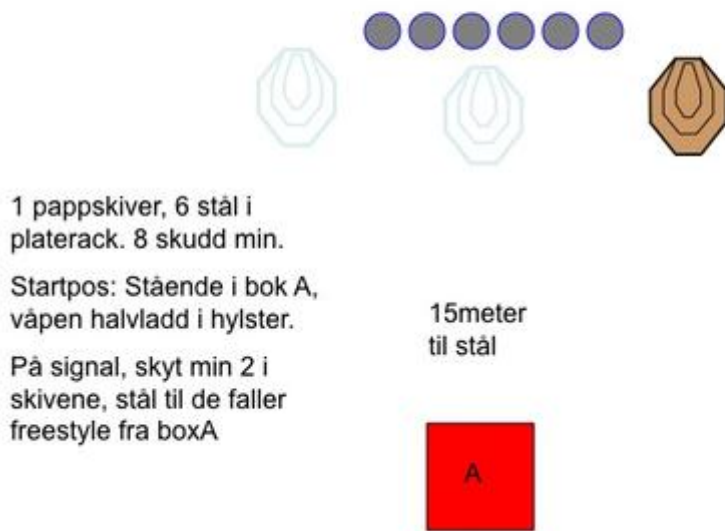 1 pappskiver, 6 stål i
platerack. 8 skudd min.
Startpos: Stående i bok A,
våpen halvladd i hylster.
På signal, skyt min 2 i
skivene, stål til de faller
freestyle fra boxA
15meter
til stål
A